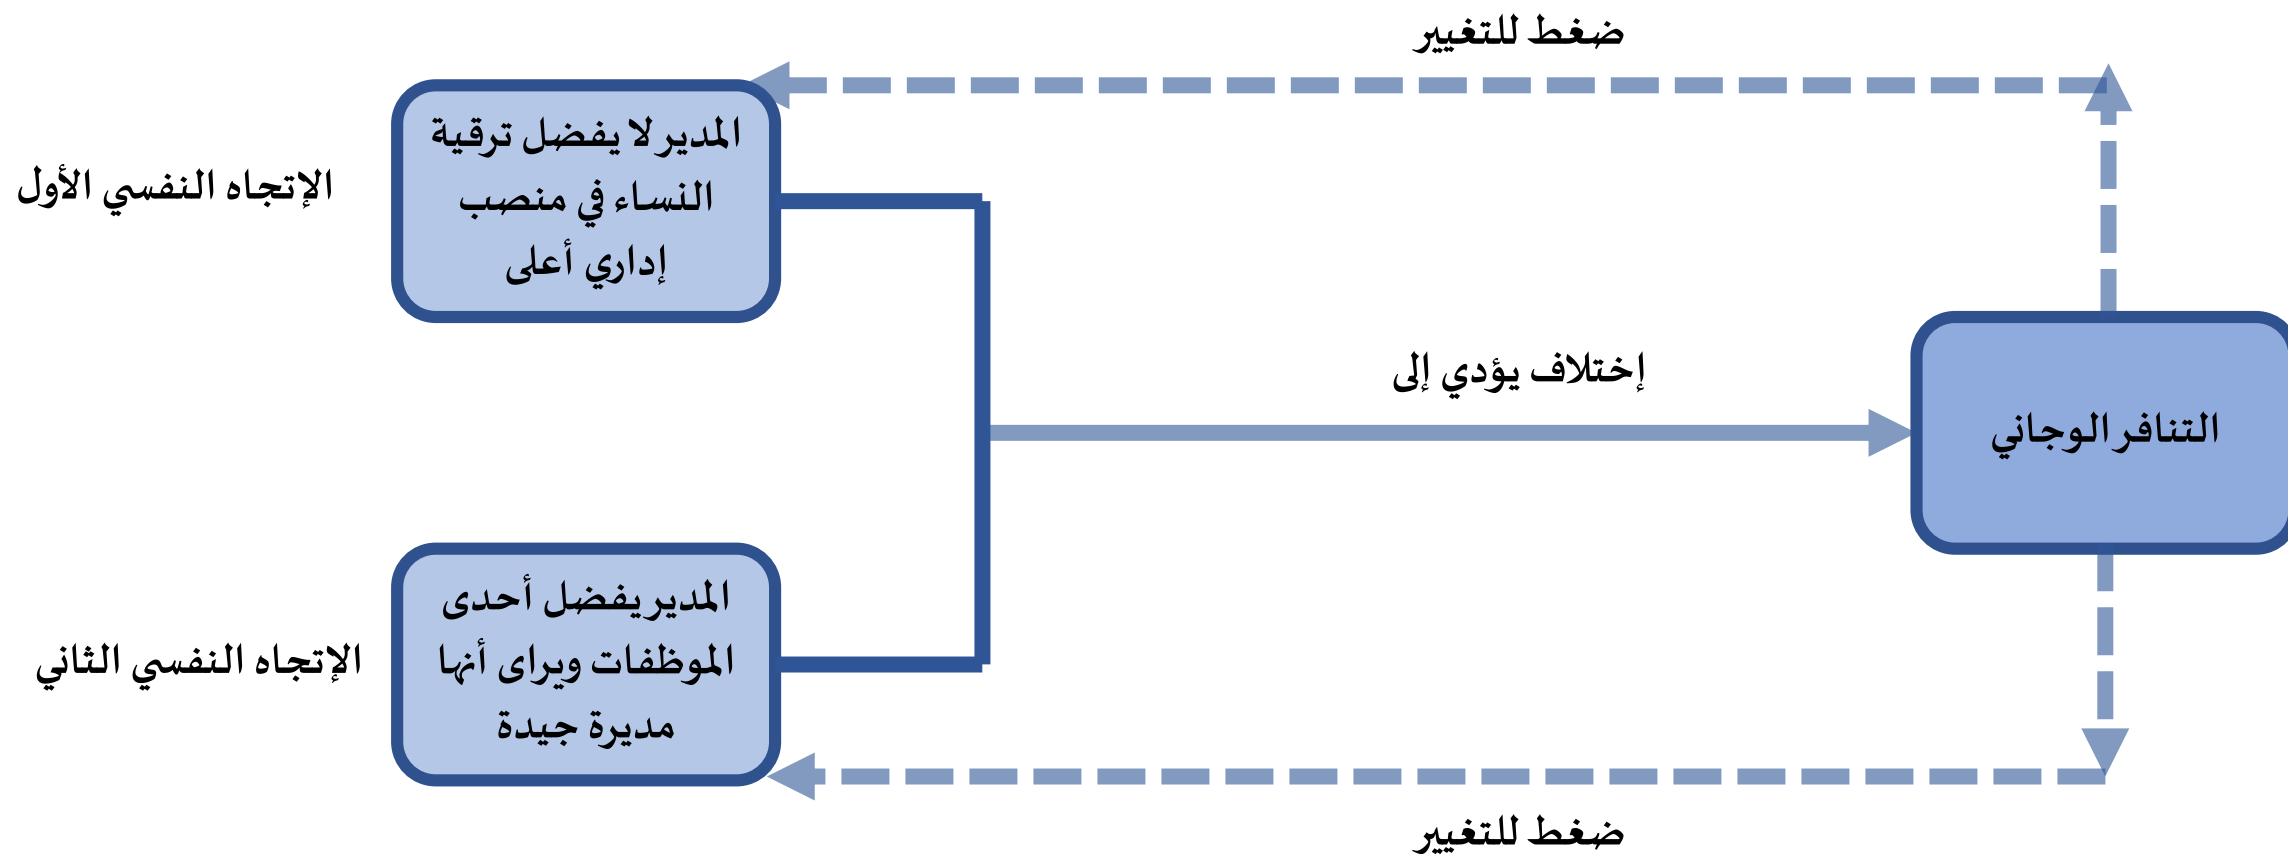 ضغط للتغيير
المدير لا يفضل ترقية
النساء في منصب
إداري أعلى
الإتجاه النفسي الأول
إختلاف يؤدي إلى
التنافر الوجاني
المدير يفضل أحدى
الموظفات ويراى أنها
مديرة جيدة
الإتجاه النفسي الثاني
ضغط للتغيير